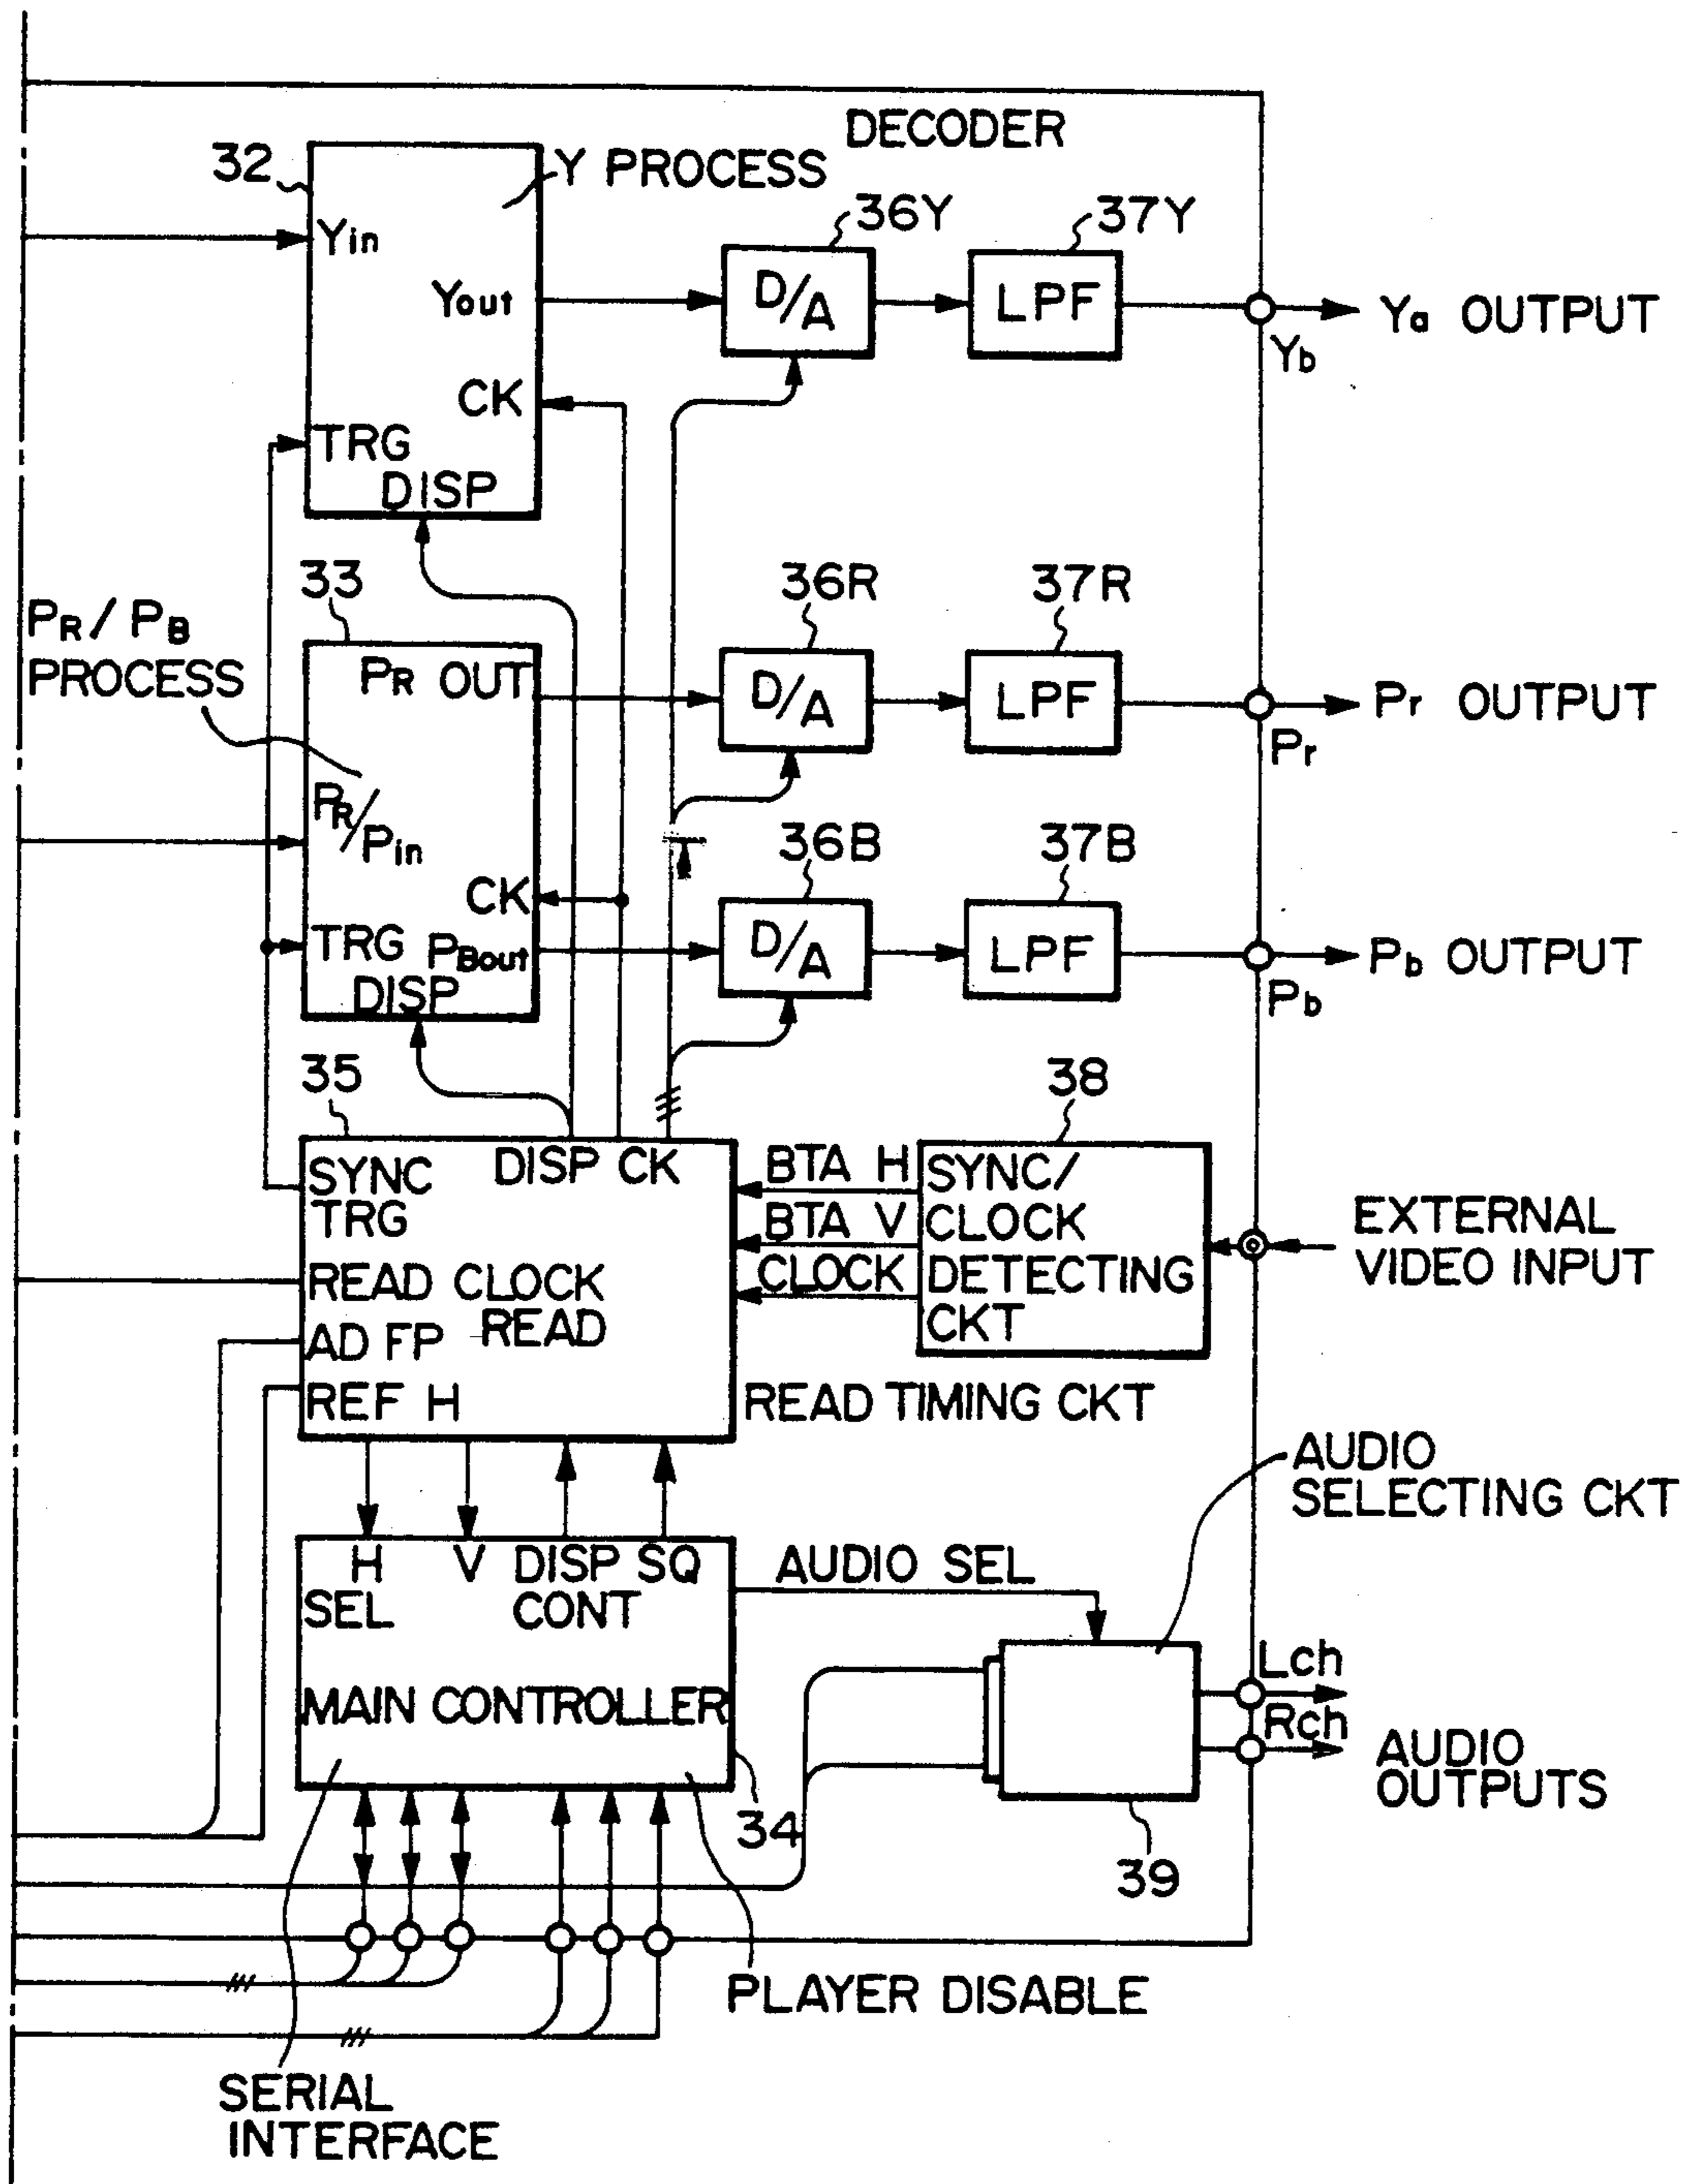 DECODER
32
Y PROCESS
36Y
37Y
Yin
Yout
D/A
LPF
Ya OUTPUT
Yb
CK
TRG
DISP
33
36R
37R
PR / PB
PROCESS
PR OUT
D/A
LPF
Pr OUTPUT
Pr
PR/Pin
36B
37B
CK
TRG
PBout
D/A
LPF
Pb OUTPUT
Pb
DISP
35
38
SYNC
TRG
DISP CK
BTA H
SYNC/
BTA V
CLOCK
CLOCK
DETECTING
CKT
EXTERNAL
VIDEO INPUT
READ CLOCK
READ
AD FP
REF H
READ TIMING CKT
AUDIO
SELECTING CKT
H
SEL
V
DISP
CONT
SQ
AUDIO SEL
MAIN CONTROLLER
Lch
Rch
AUDIO
OUTPUTS
34
39
PLAYER DISABLE
SERIAL
INTERFACE